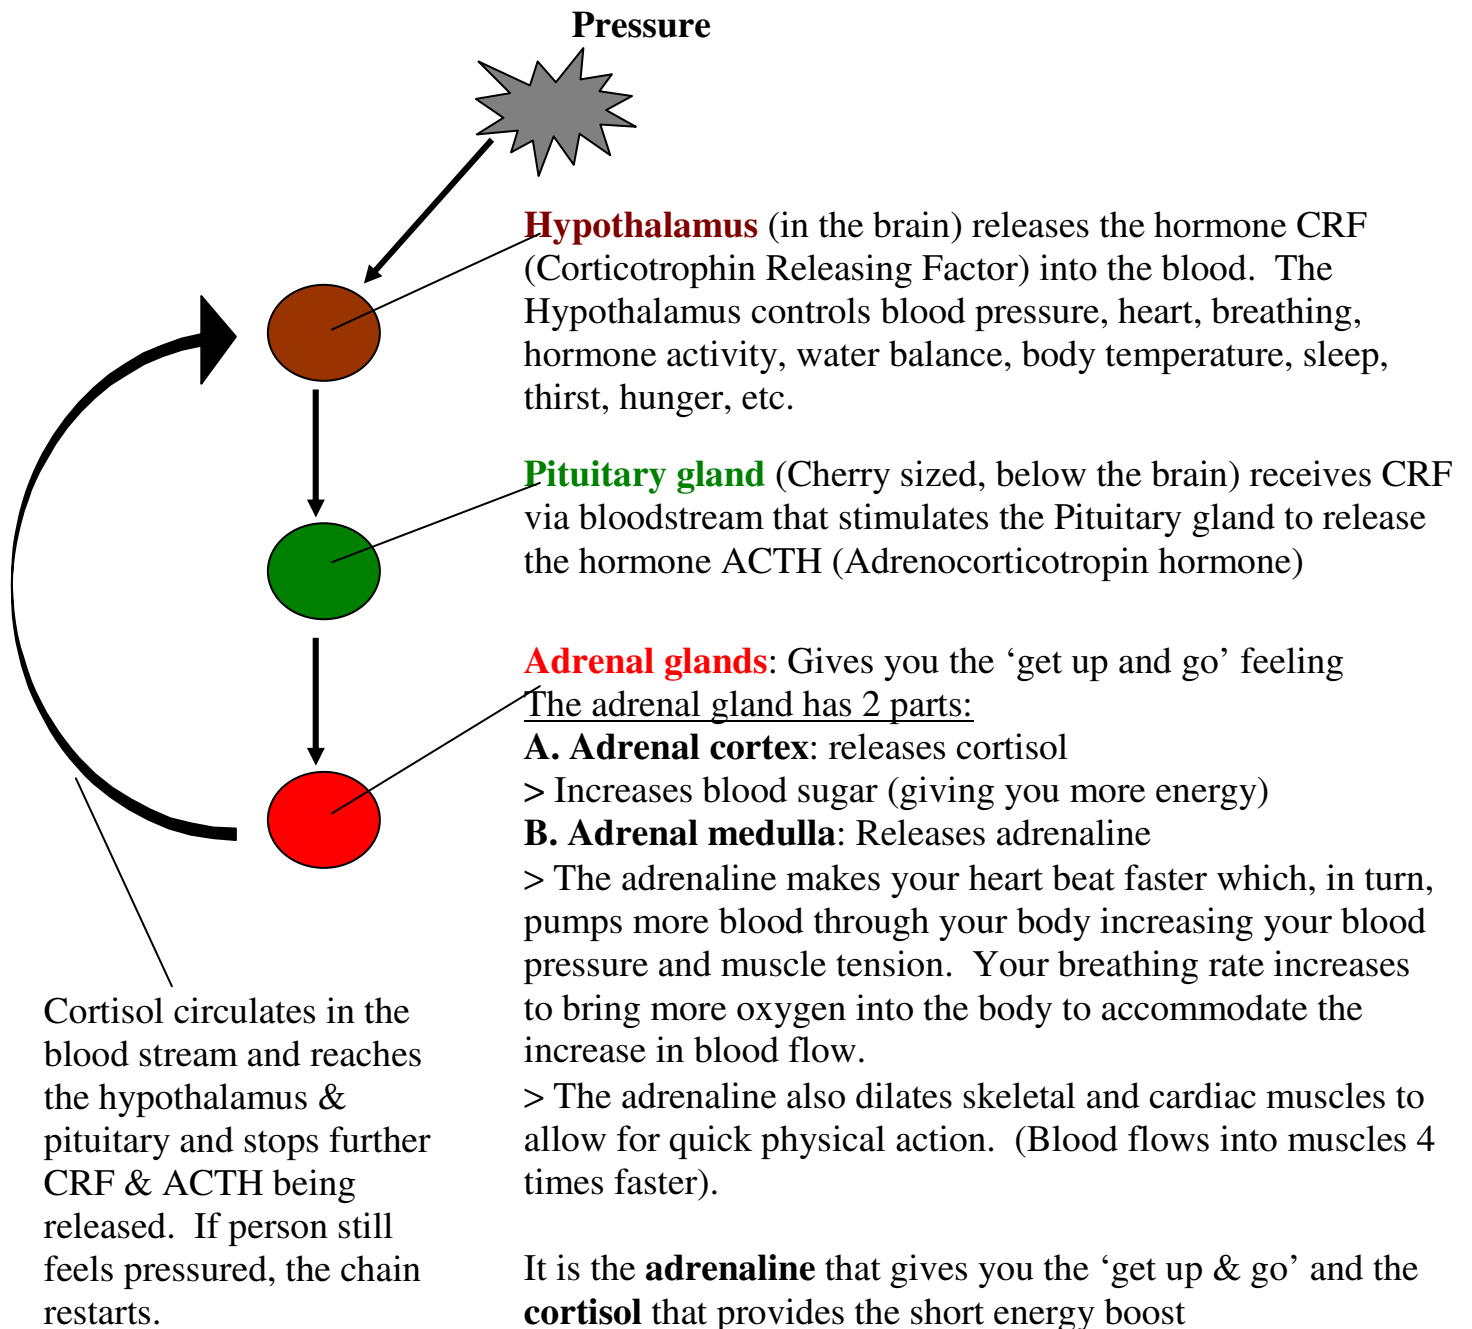 Pressure
Hypothalamus (in the brain) releases the hormone CRF
(Corticotrophin Releasing Factor) into the blood.  The
Hypothalamus controls blood pressure, heart, breathing,
hormone activity, water balance, body temperature, sleep,
thirst, hunger, etc.
Pituitary gland (Cherry sized, below the brain) receives CRF
via bloodstream that stimulates the Pituitary gland to release
the hormone ACTH (Adrenocorticotropin hormone)
Adrenal glands: Gives you the ‘get up and go’ feeling
The adrenal gland has 2 parts:
A. Adrenal cortex: releases cortisol
> Increases blood sugar (giving you more energy)
B. Adrenal medulla: Releases adrenaline
> The adrenaline makes your heart beat faster which, in turn,
pumps more blood through your body increasing your blood
pressure and muscle tension.  Your breathing rate increases
to bring more oxygen into the body to accommodate the
increase in blood flow.
> The adrenaline also dilates skeletal and cardiac muscles to
allow for quick physical action.  (Blood flows into muscles 4
times faster).
It is the adrenaline that gives you the ‘get up & go’ and the
cortisol that provides the short energy boost
Cortisol circulates in the
blood stream and reaches
the hypothalamus &
pituitary and stops further
CRF & ACTH being
released.  If person still
feels pressured, the chain
restarts.